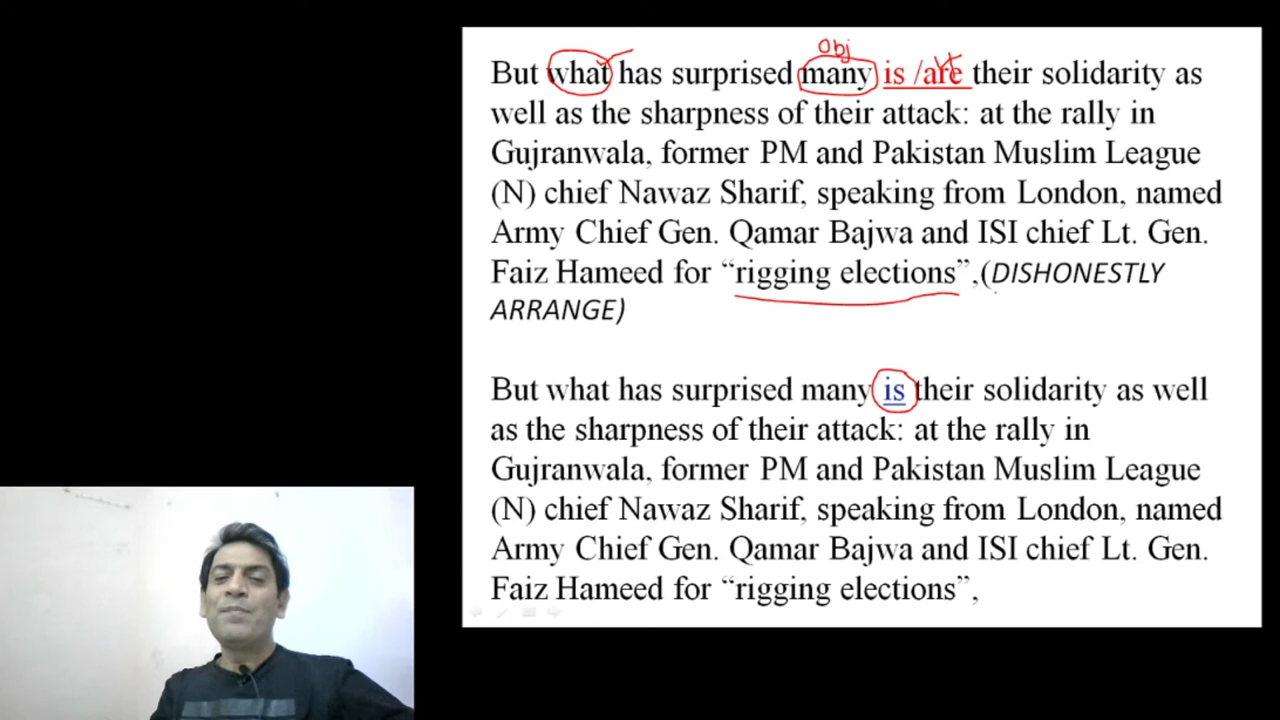 Obj
But what has surprised many is /are their solidarity as
well as the sharpness of their attack: at the rally in
Gujranwala, former PM and Pakistan Muslim League
(N) chief Nawaz Sharif, speaking from London, named
Army Chief Gen. Qamar Bajwa and ISI chief Lt. Gen.
Faiz Hameed for “rigging elections”,(DISHONESTLY
ARRANGE)
But what has surprised many is their solidarity as well
as the sharpness of their attack: at the rally in
Gujranwala, former PM and Pakistan Muslim League
(N) chief Nawaz Sharif, speaking from London, named
Army Chief Gen. Qamar Bajwa and ISI chief Lt. Gen.
Faiz Hameed for “rigging elections”,